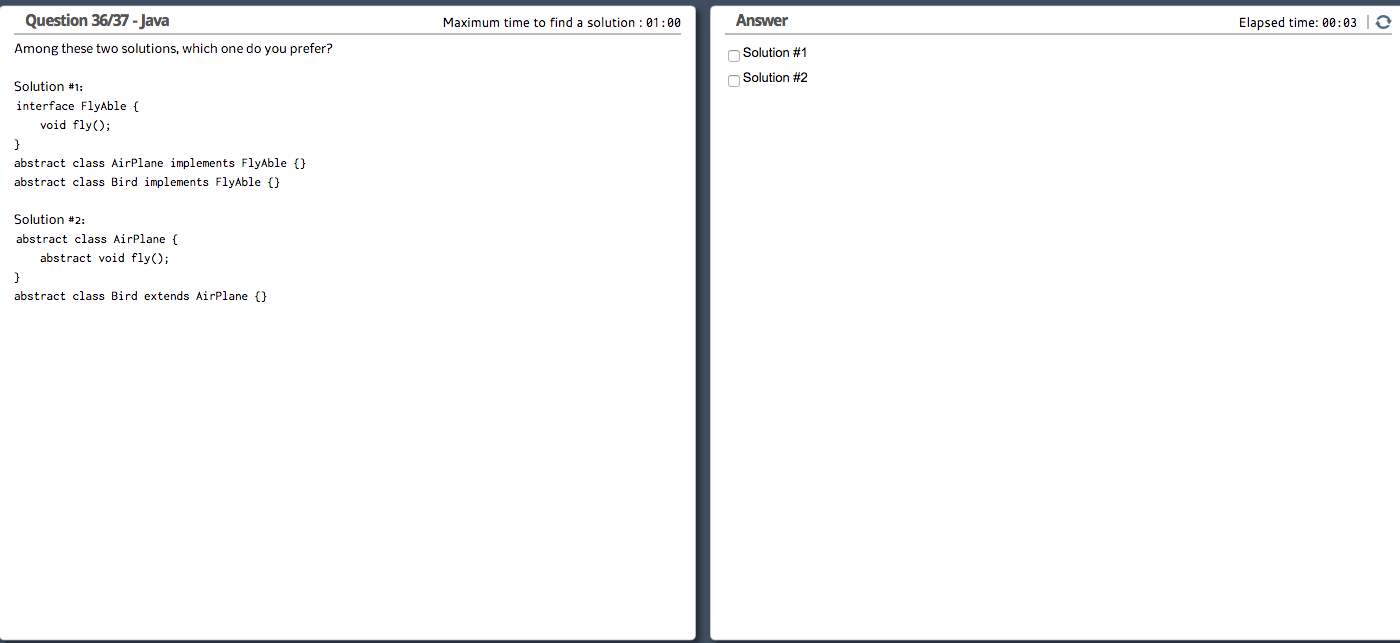 Question 36/37 - Java
Maximum time to find a solution : 01:00
Among these two solutions, which one do you prefer?
Solution #1:
interface FlyAble {
void fly();
}
abstract class AirPlane implements FlyAble {}
abstract class Bird implements FlyAble {}
Solution #2:
abstract class AirPlane {
abstract void fly();
}
abstract class Bird extends AirPlane {}
Answer
Elapsed time: 00:03
Solution #1
Solution #2